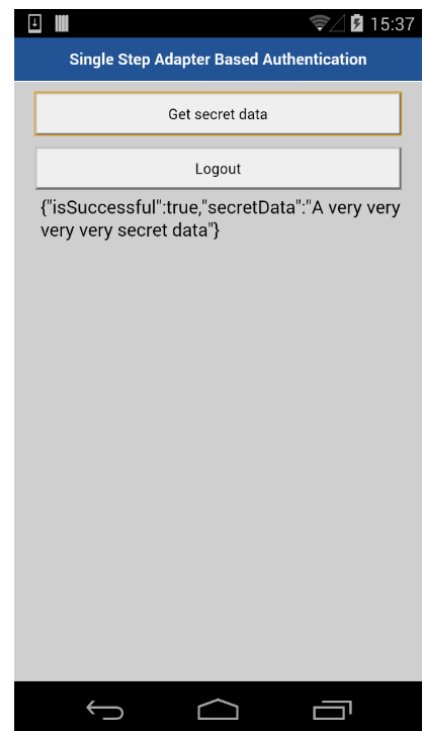 15:37
Single Step Adapter Based Authentication
Get secret data
Logout
{"isSuccessful":true,"secretData":"A very very
very very secret data"}